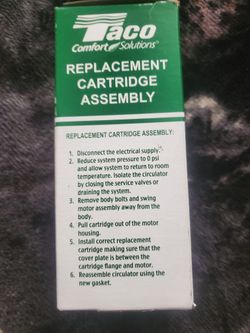 Taco
Comfort Solutions
REPLACEMENT
CARTRIDGE
ASSEMBLY
REPLACEMENT CARTRIDGE ASSEMBLY:
1. Disconnect the electrical supply.
2. Reduce system pressure to 0 psi
and allow system to return to room
temperature. Isolate the circulator
by closing the service valves or
draining the system.
3. Remove body bolts and swing
motor assembly away from the
body.
4. Pull cartridge out of the motor
housing.
5. Install correct replacement
cartridge making sure that the
cover plate is between the
cartridge flange and motor.
6. Reassemble circulator using the
new gasket.